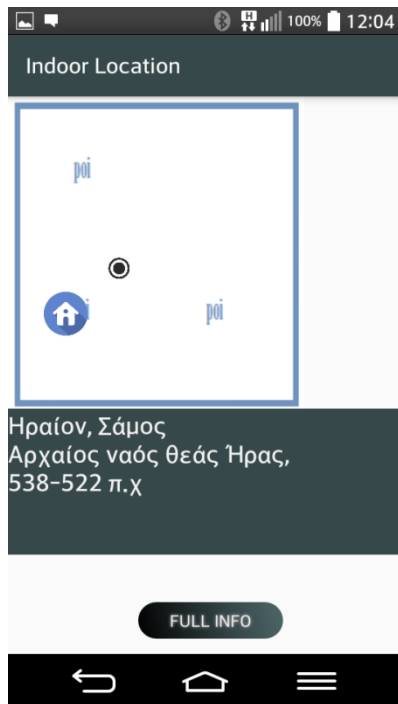 H
100%
12:04
Indoor Location
poi
i
poi
Ηραίον, Σάμος
Αρχαίος ναός θεάς Ήρας,
538-522 π.χ
FULL INFO